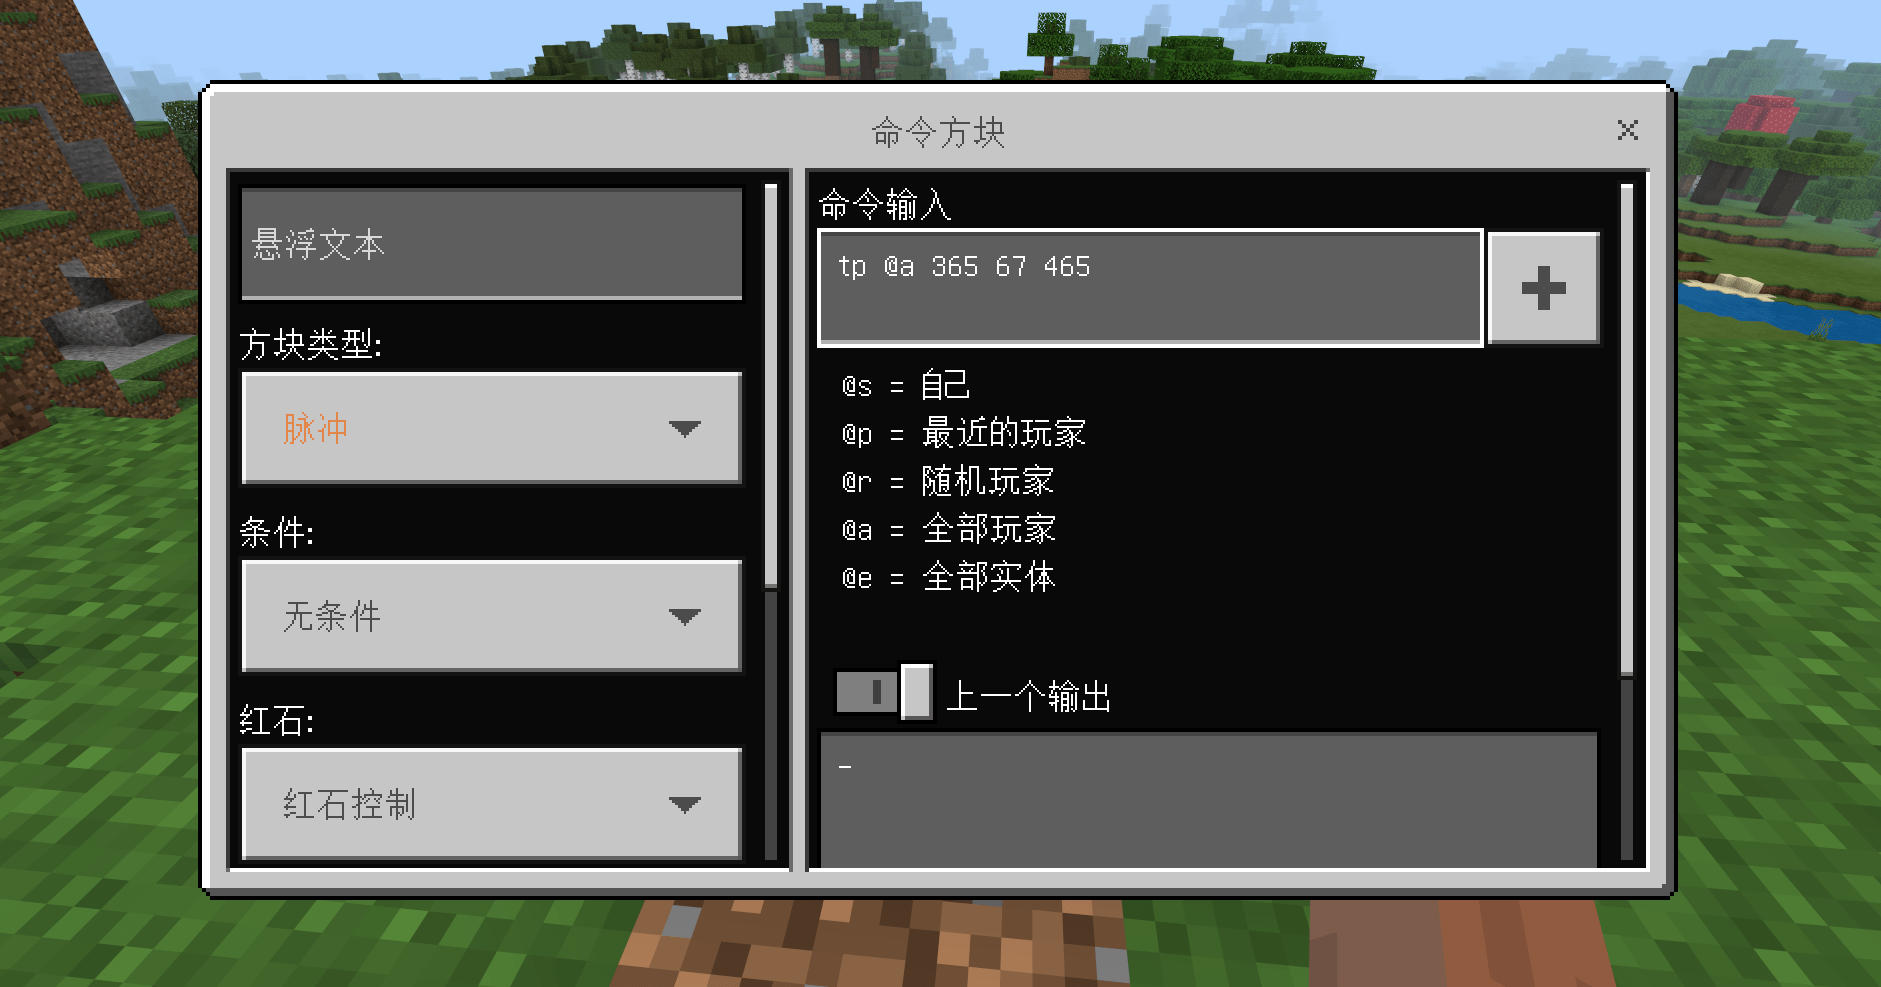 命令方块
悬浮文本
方块类型:
脉冲
条件:
无条件
红石:
红石控制
命令输入
tp @a 365 67 465
@s = 自己
@p = 最近的玩家
@r = 随机玩家
@a = 全部玩家
@e = 全部实体
上一个输出
-